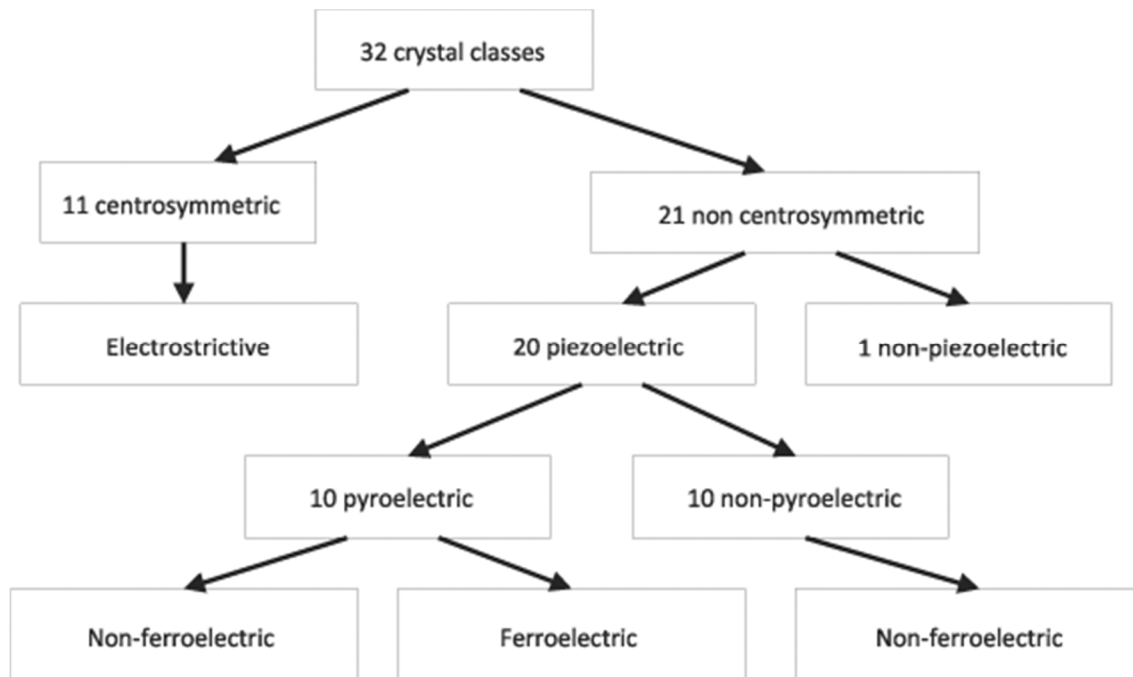 32 crystal classes
11 centrosymmetric
21 non centrosymmetric
Electrostrictive
20 piezoelectric
1 non-piezoelectric
10 pyroelectric
10 non-pyroelectric
Non-ferroelectric
Ferroelectric
Non-ferroelectric